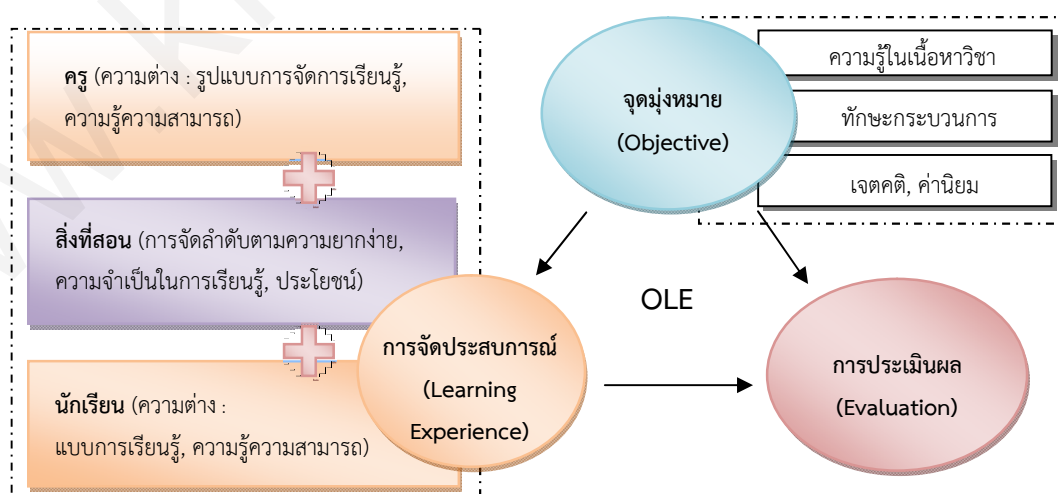 ครู (ความต่าง : รูปแบบการจัดการเรียนรู้,
ความรู้ความสามารถ)
สิ่งที่สอน (การจัดลำดับตามความยากง่าย,
ความจำเป็นในการเรียนรู้, ประโยชน์)
นักเรียน (ความต่าง :
แบบการเรียนรู้, ความรู้ความสามารถ)
จุดมุ่งหมาย
(Objective)
ความรู้ในเนื้อหาวิชา
ทักษะกระบวนการ
เจตคติ, ค่านิยม
OLE
การจัดประสบการณ์
(Learning
Experience)
การประเมินผล
(Evaluation)